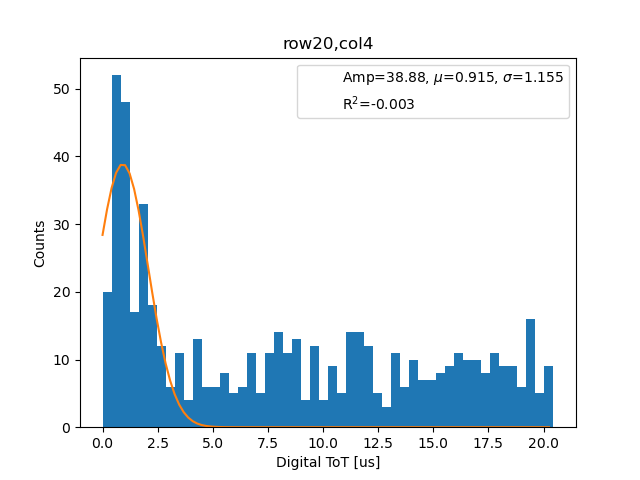 row20,col4
Amp=38.88, μ=0.915, σ=1.155
R²=-0.003
Counts
50
40
30
20
10
0
0.0 2.5 5.0 7.5 10.0 12.5 15.0 17.5 20.0
Digital ToT [us]